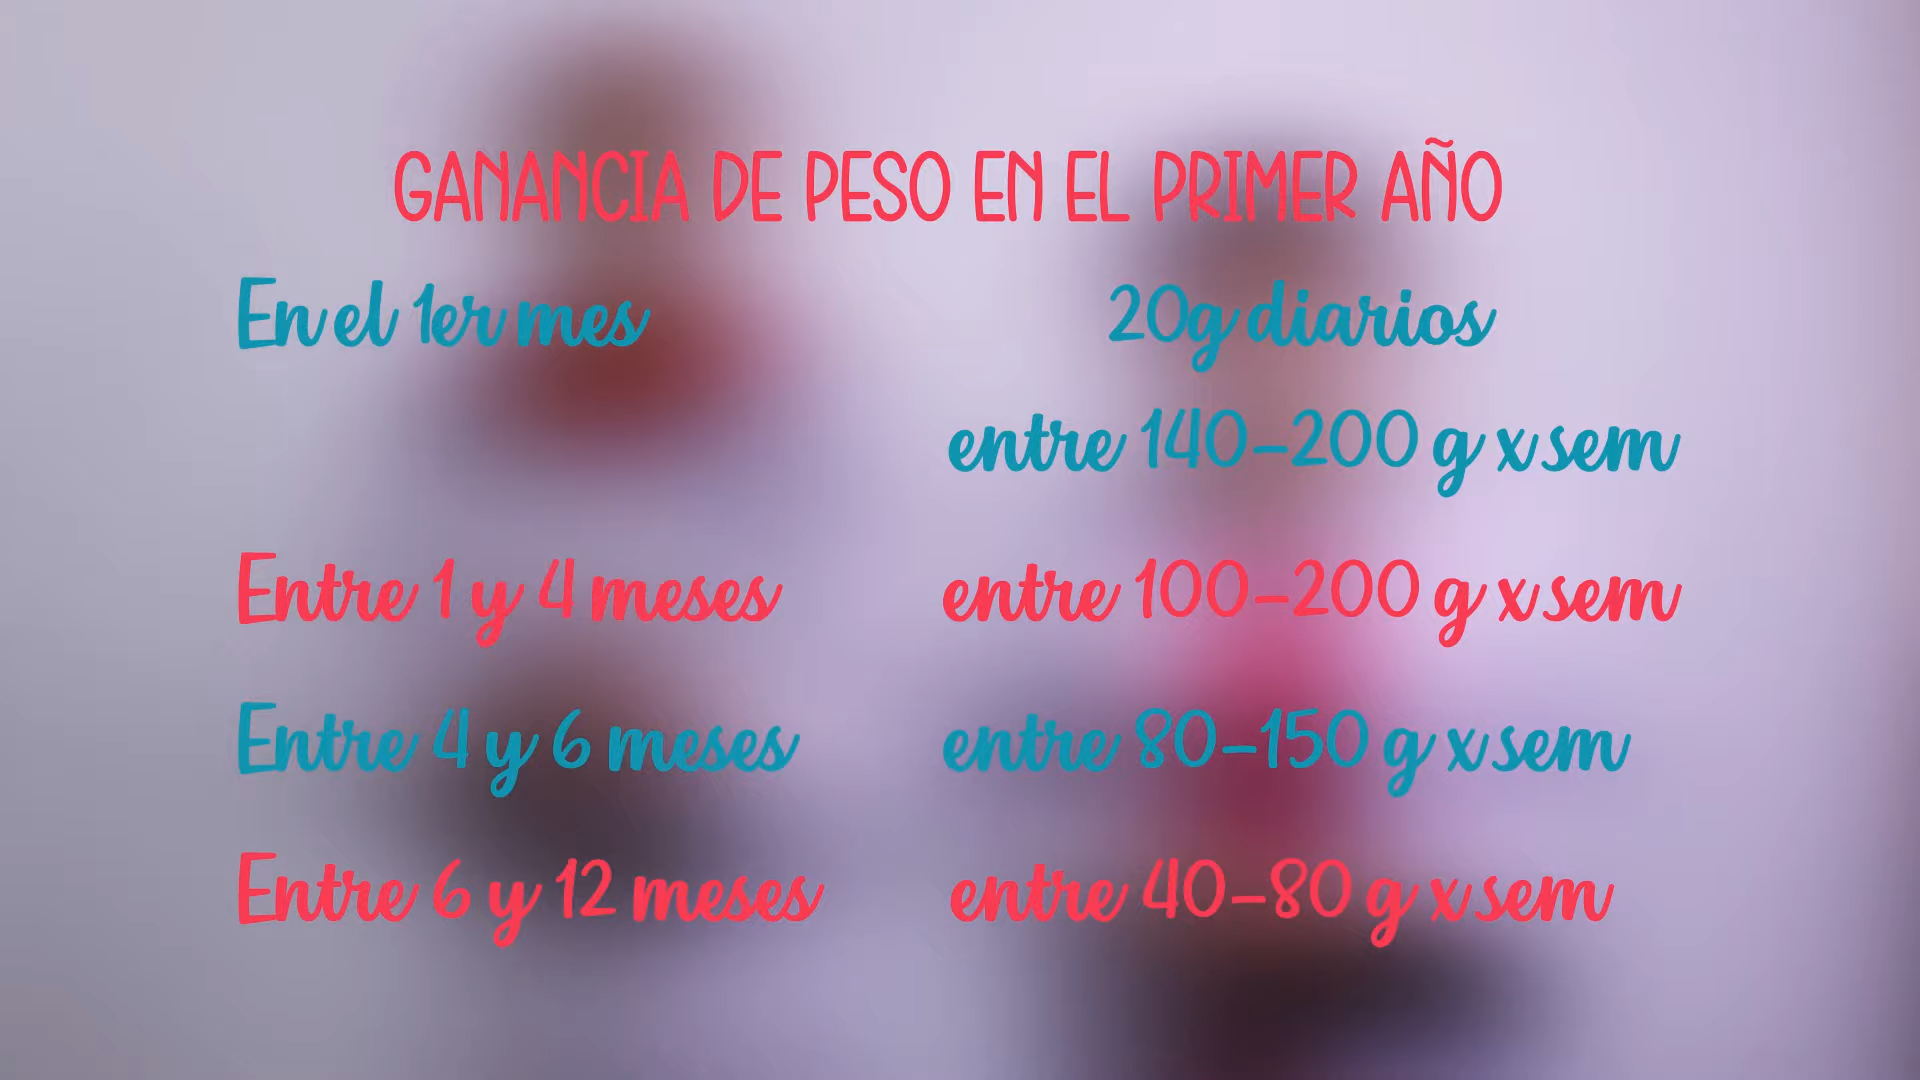 GANANCIA DE PESO EN EL PRIMER AÑO
En el 1er mes 20g diarios
entre 140-200 g x sem
Entre 1 y 4 meses entre 100-200 g x sem
Entre 4 y 6 meses entre 80-150 g x sem
Entre 6 y 12 meses entre 40-80 g x sem